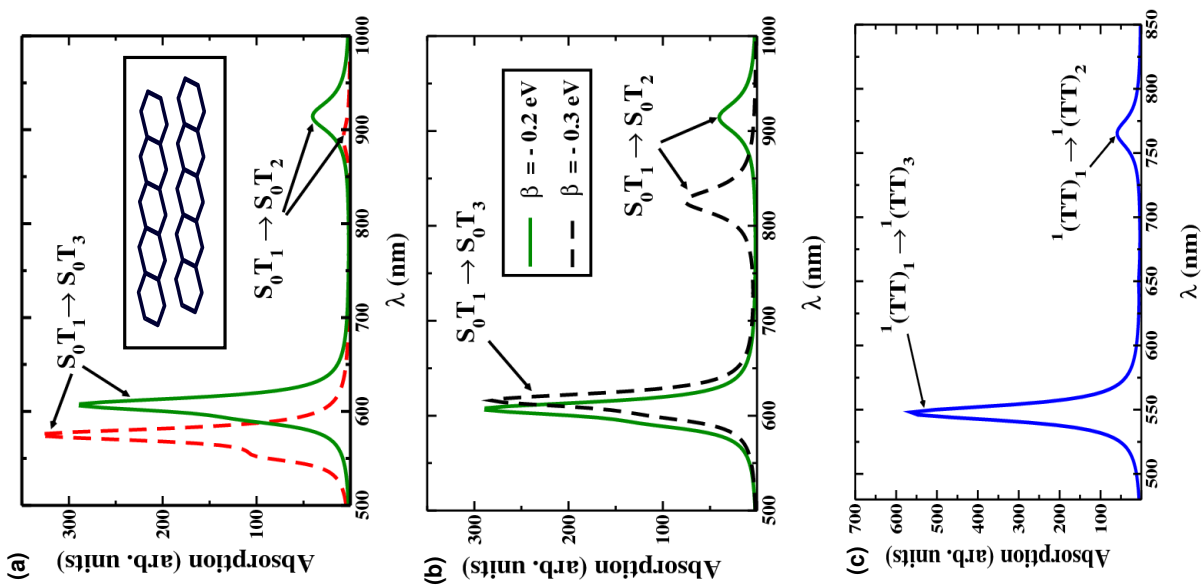 (a)
Absorption (arb. units)
300
200
100
S₀T₁ → S₀T₃
S₀T₁ → S₀T₂
500
600
700
800
900
1000
λ (nm)
(b)
Absorption (arb. units)
300
200
100
S₀T₁ → S₀T₃
β = - 0.2 eV
β = - 0.3 eV
S₀T₁ → S₀T₂
500
600
700
800
900
1000
λ (nm)
(c)
Absorption (arb. units)
700
600
500
400
300
200
100
¹(TT)₁ → ¹(TT)₃
¹(TT)₁ → ¹(TT)₂
500
550
600
650
700
750
800
850
λ (nm)